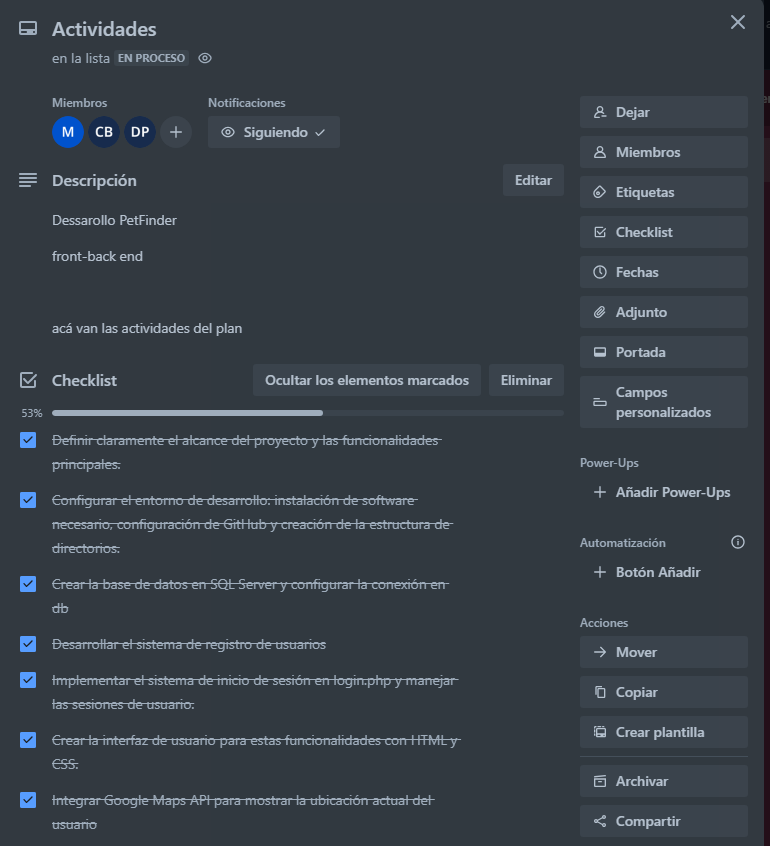 Actividades
en la lista EN PROCESO
Miembros
Notificaciones
M
CB
DP
Siguiendo
Descripción
Editar
Dessarollo PetFinder
front-back end
acá van las actividades del plan
Checklist
Ocultar los elementos marcados
Eliminar
53%
Definir claramente el alcance del proyecto y las funcionalidades
principales.
Configurar el entorno de desarrollo: instalación de software
necesario, configuración de GitHub y creación de la estructura de
directorios.
Crear la base de datos en SQL Server y configurar la conexión en
db
Desarrollar el sistema de registro de usuarios
Implementar el sistema de inicio de sesión en login.php y manejar
las sesiones de usuario.
Crear la interfaz de usuario para estas funcionalidades con HTML y
CSS.
Integrar Google Maps API para mostrar la ubicación actual del
usuario
Dejar
Miembros
Etiquetas
Checklist
Fechas
Adjunto
Portada
Campos
personalizados
Power-Ups
Añadir Power-Ups
Automatización
Botón Añadir
Acciones
Mover
Copiar
Crear plantilla
Archivar
Compartir